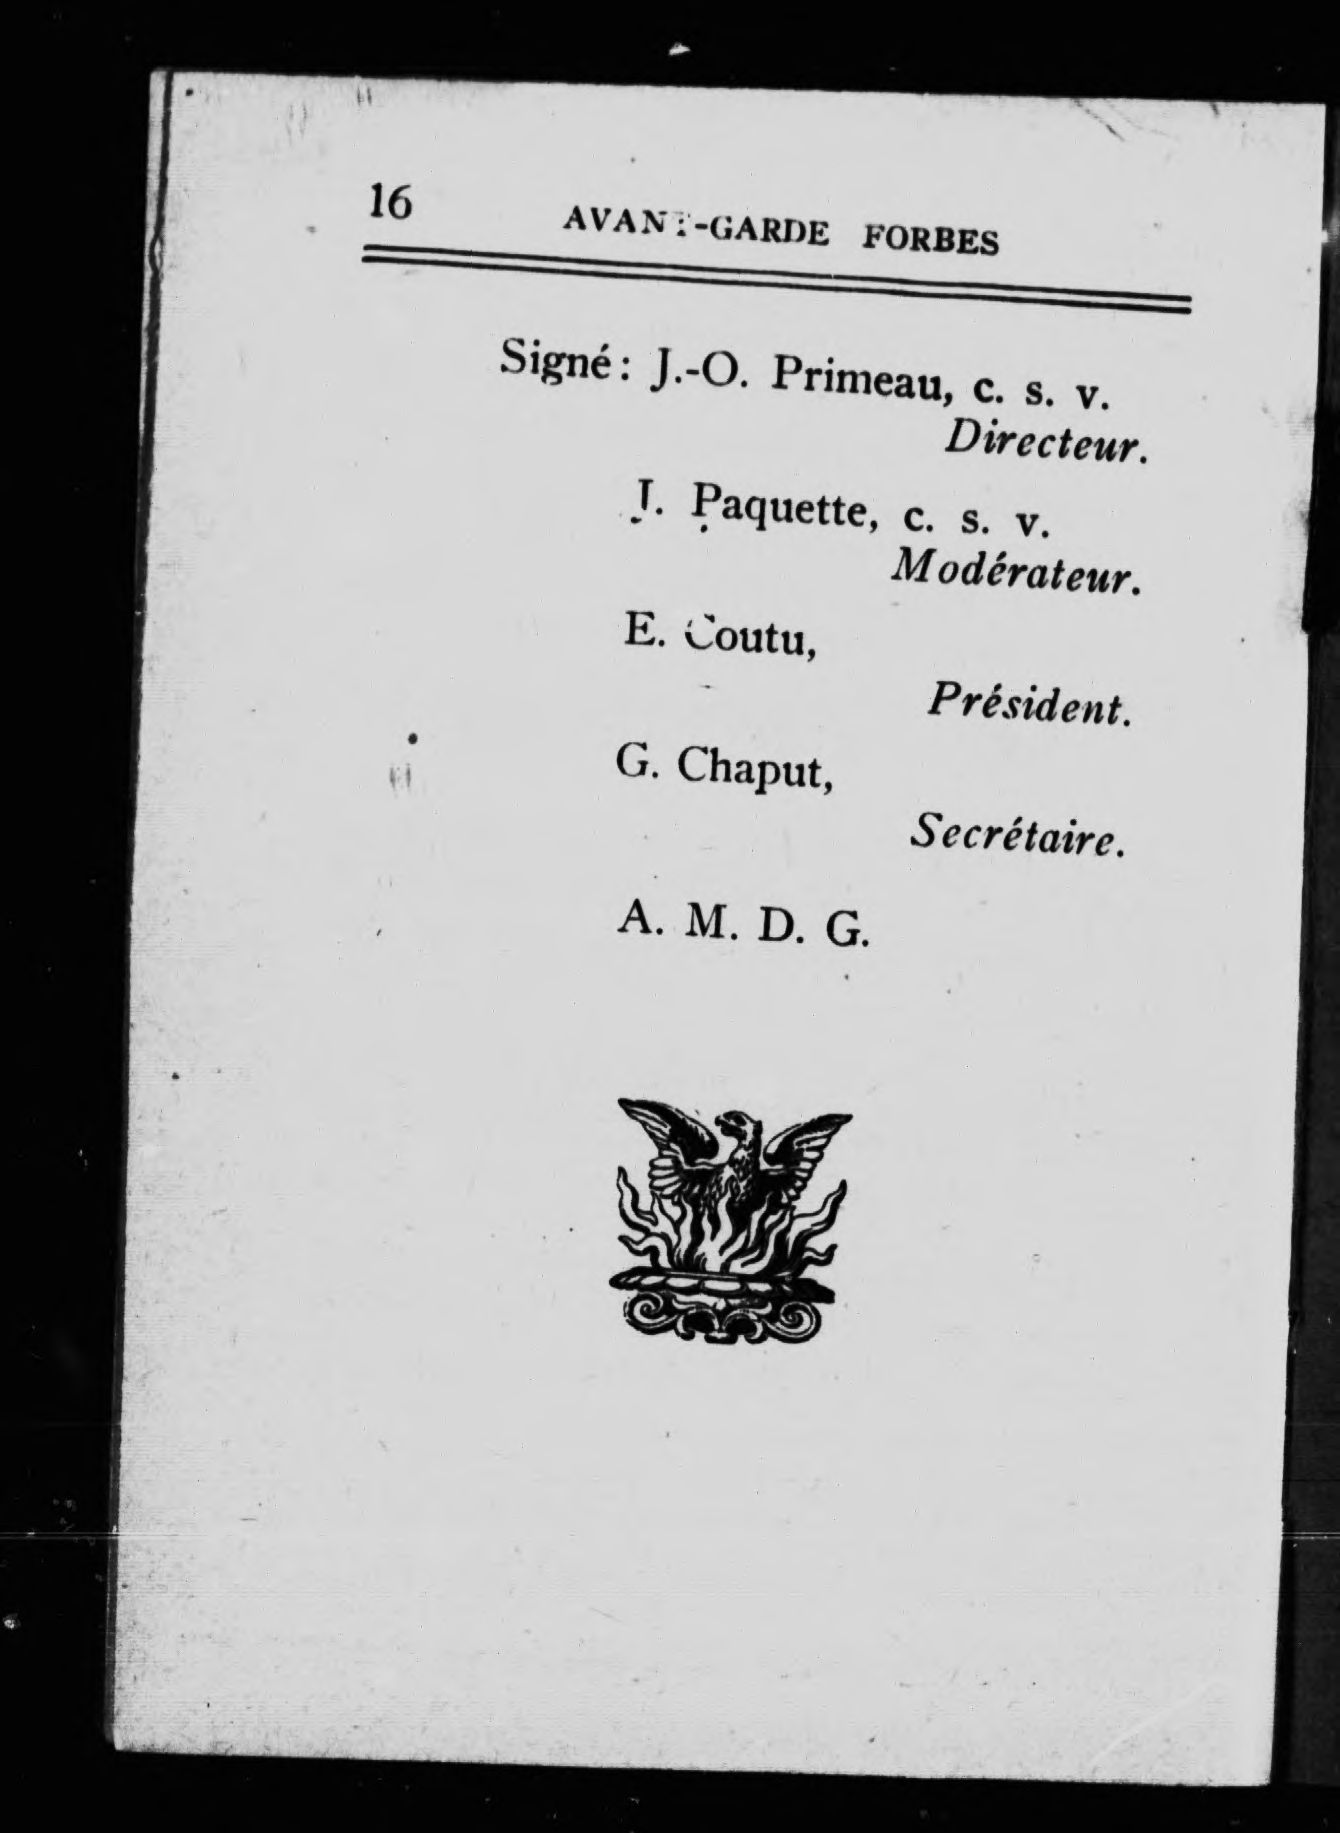 16 AVANT-GARDE FORBES
Signé: J.-O. Primeau, c. s. v.
Directeur.
J. Paquette, c. s. v.
Modérateur.
E. Coutu,
Président.
G. Chaput,
Secrétaire.
A. M. D. G.